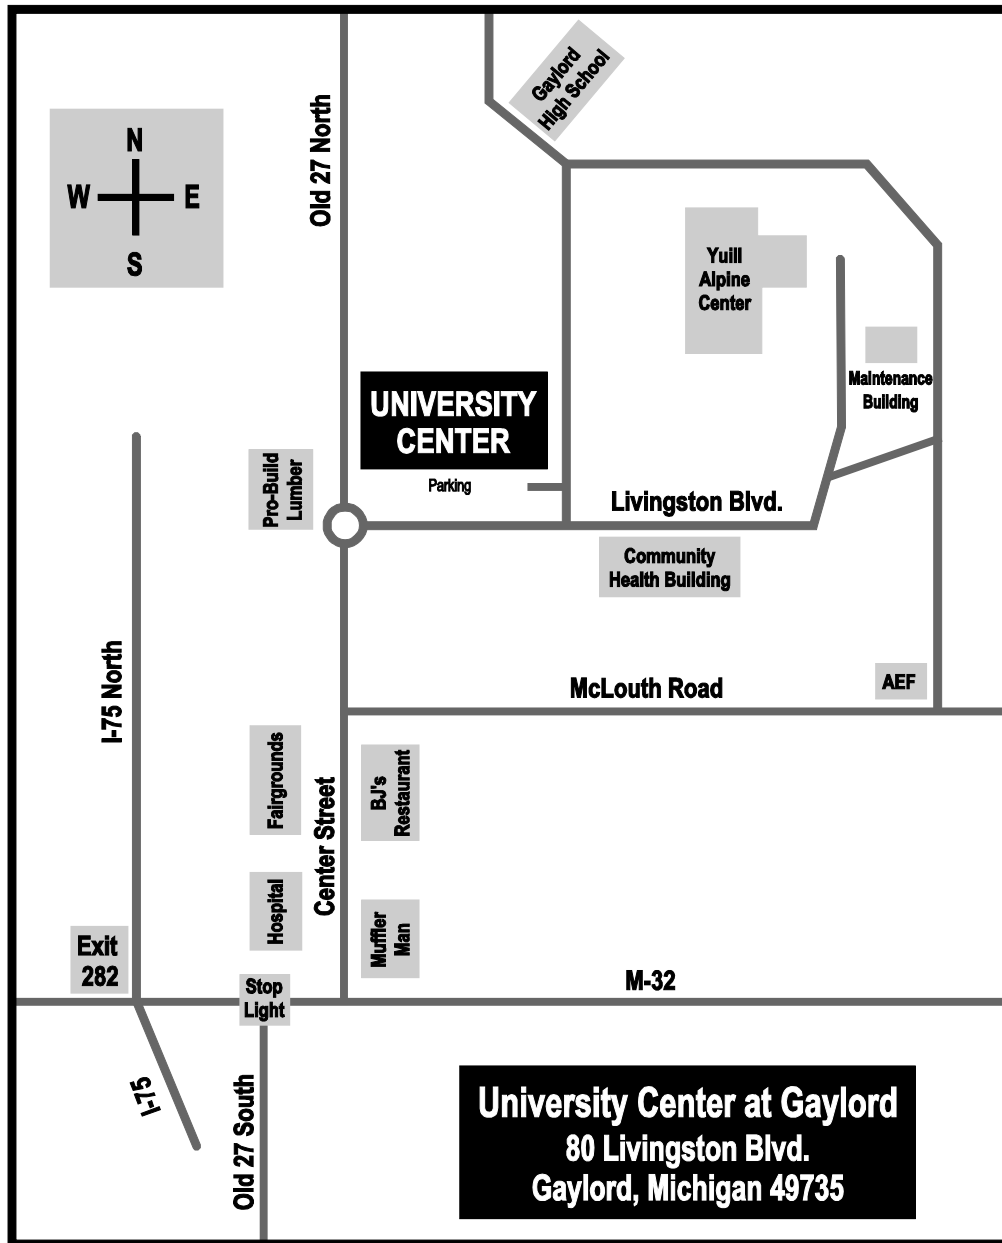 Gaylord
High School
Old 27 North
N
W
E
S
Yuill
Alpine
Center
Maintenance
Building
UNIVERSITY
CENTER
Parking
Pro-Build
Lumber
Livingston Blvd.
Community
Health Building
I-75 North
McLouth Road
AEF
Fairgrounds
BJ's
Restaurant
Center Street
Hospital
Muffler
Man
Exit
282
Stop
Light
M-32
I-75
Old 27 South
University Center at Gaylord
80 Livingston Blvd.
Gaylord, Michigan 49735